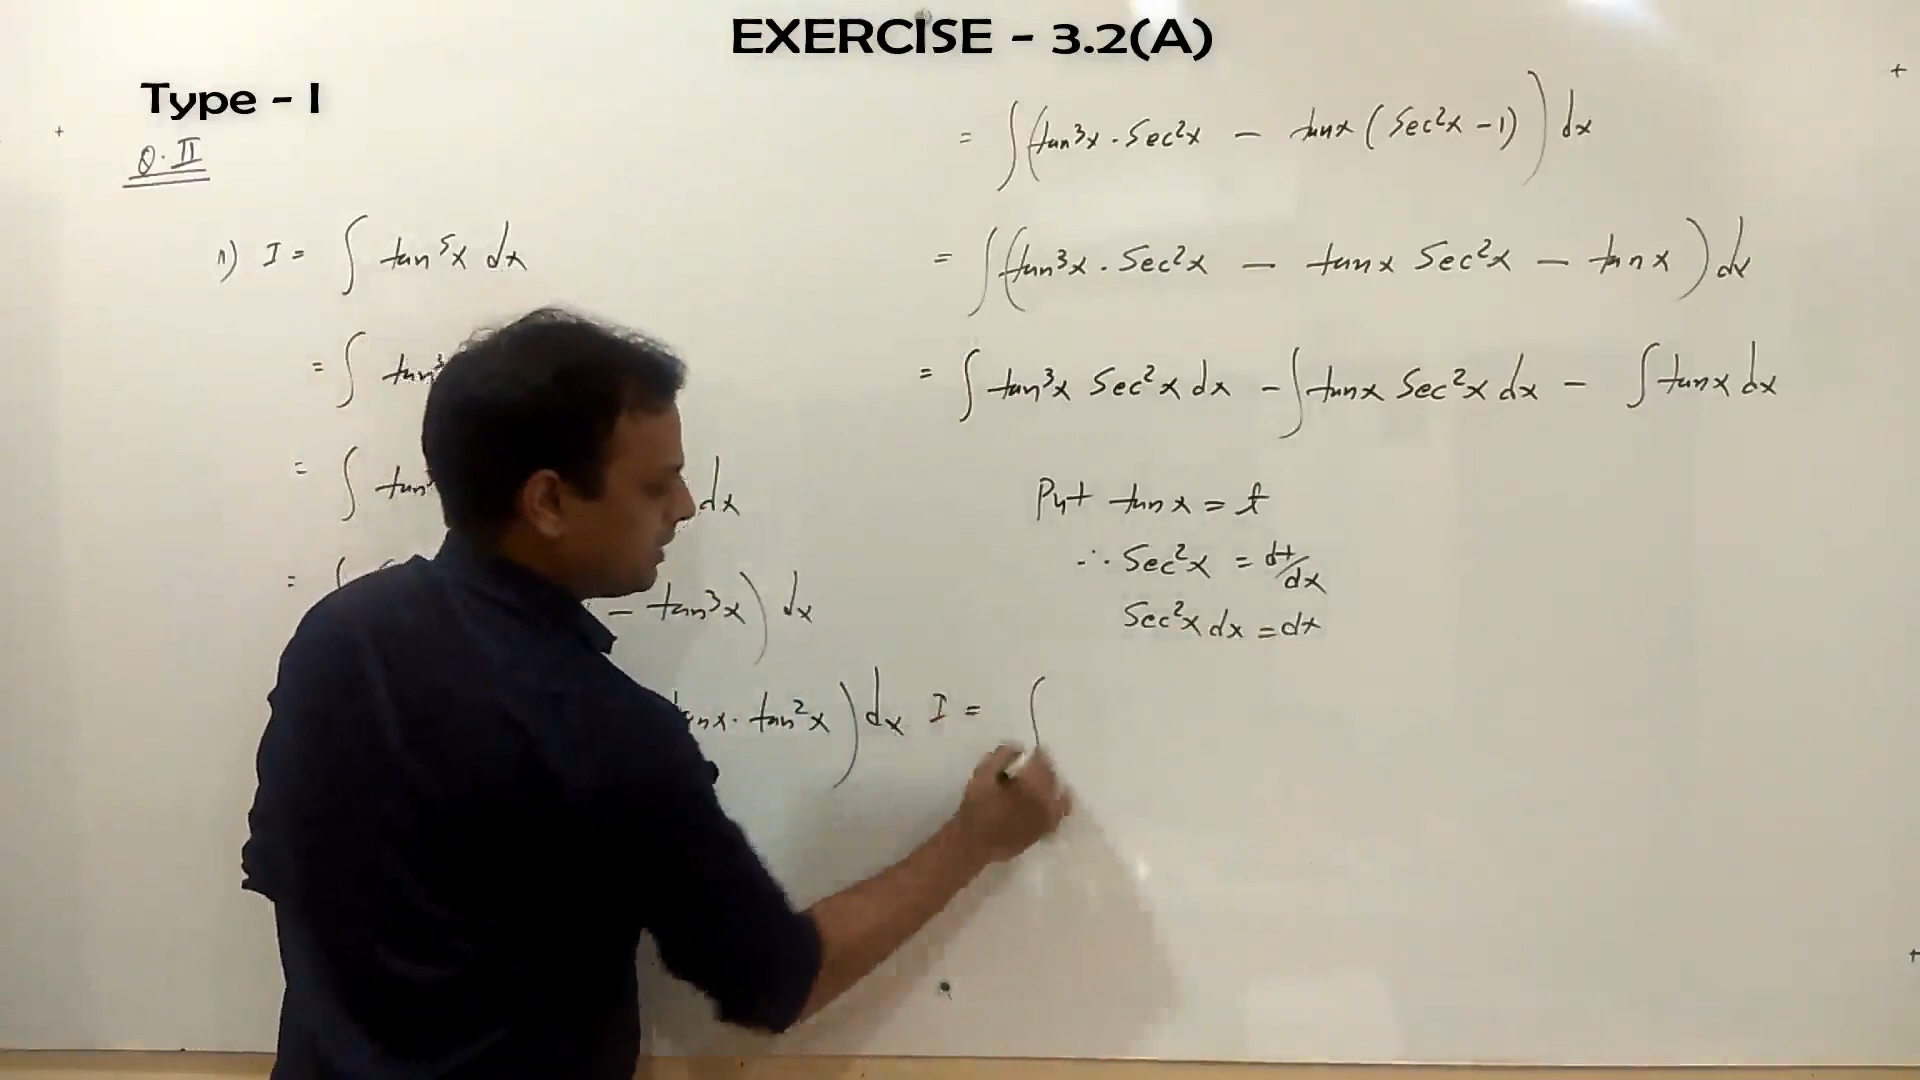 EXERCISE - 3.2(A)
Type - I
Q. II
1) I = ∫ tan⁵x dx
= ∫ tan³
= ∫ tan dx
= ∫ − tan³x) dx
tanx · tan²x) dx
= ∫(tan³x · Sec²x − tanx (Sec²x − 1)) dx
= ∫(tan³x · Sec²x − tanx Sec²x − tanx) dx
= ∫ tan³x Sec²x dx − ∫ tanx Sec²x dx − ∫ tanx dx
Put tanx = t
∴ Sec²x = dt/dx
Sec²x dx = dt
I = ∫